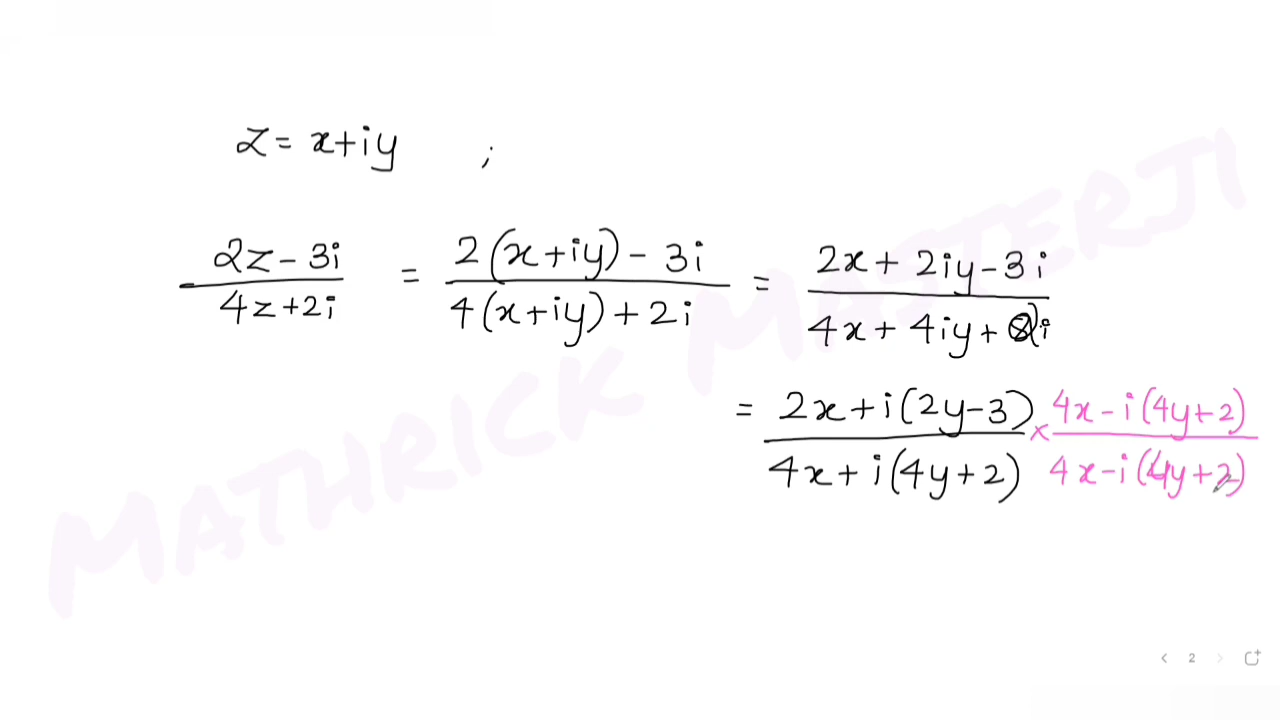 z = x+iy ;
2z-3i / 4z+2i = 2(x+iy)-3i / 4(x+iy)+2i = 2x+2iy-3i / 4x+4iy+2i
= 2x+i(2y-3) / 4x+i(4y+2) × 4x-i(4y+2) / 4x-i(4y+2)
MATHRICK MASTERJI
< 2 >